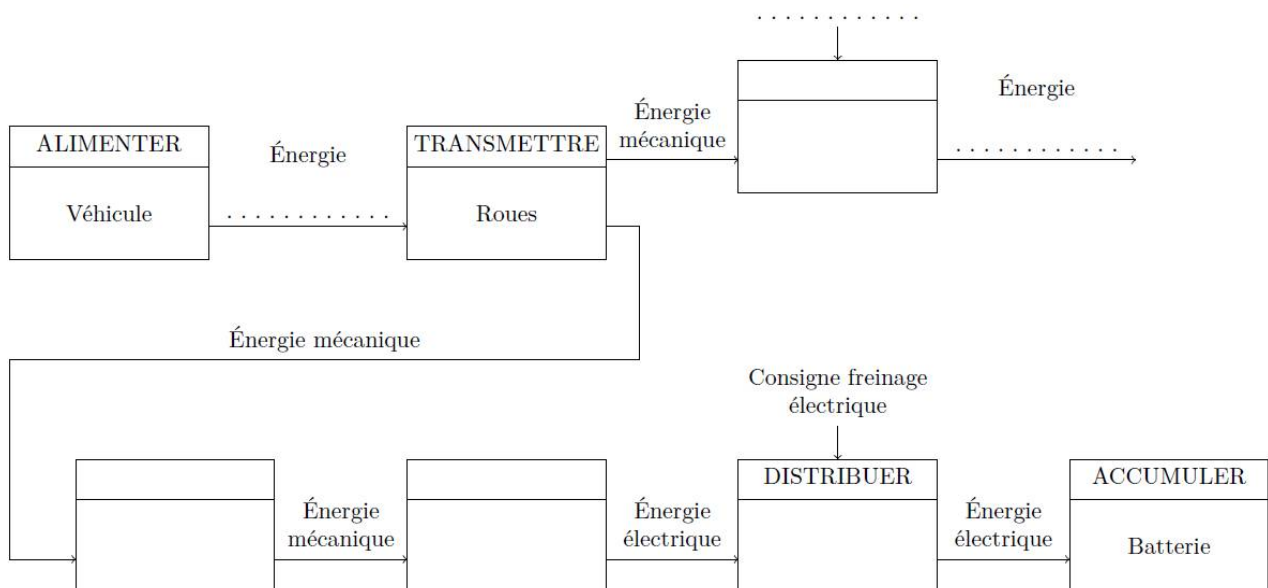 . . . . . . . . . . . .
Énergie
Énergie
mécanique
ALIMENTER
Énergie
TRANSMETTRE
. . . . . . . . . . . .
Véhicule
. . . . . . . . . . . .
Roues
Énergie mécanique
Consigne freinage
électrique
DISTRIBUER
ACCUMULER
Énergie
mécanique
Énergie
électrique
Énergie
électrique
Batterie